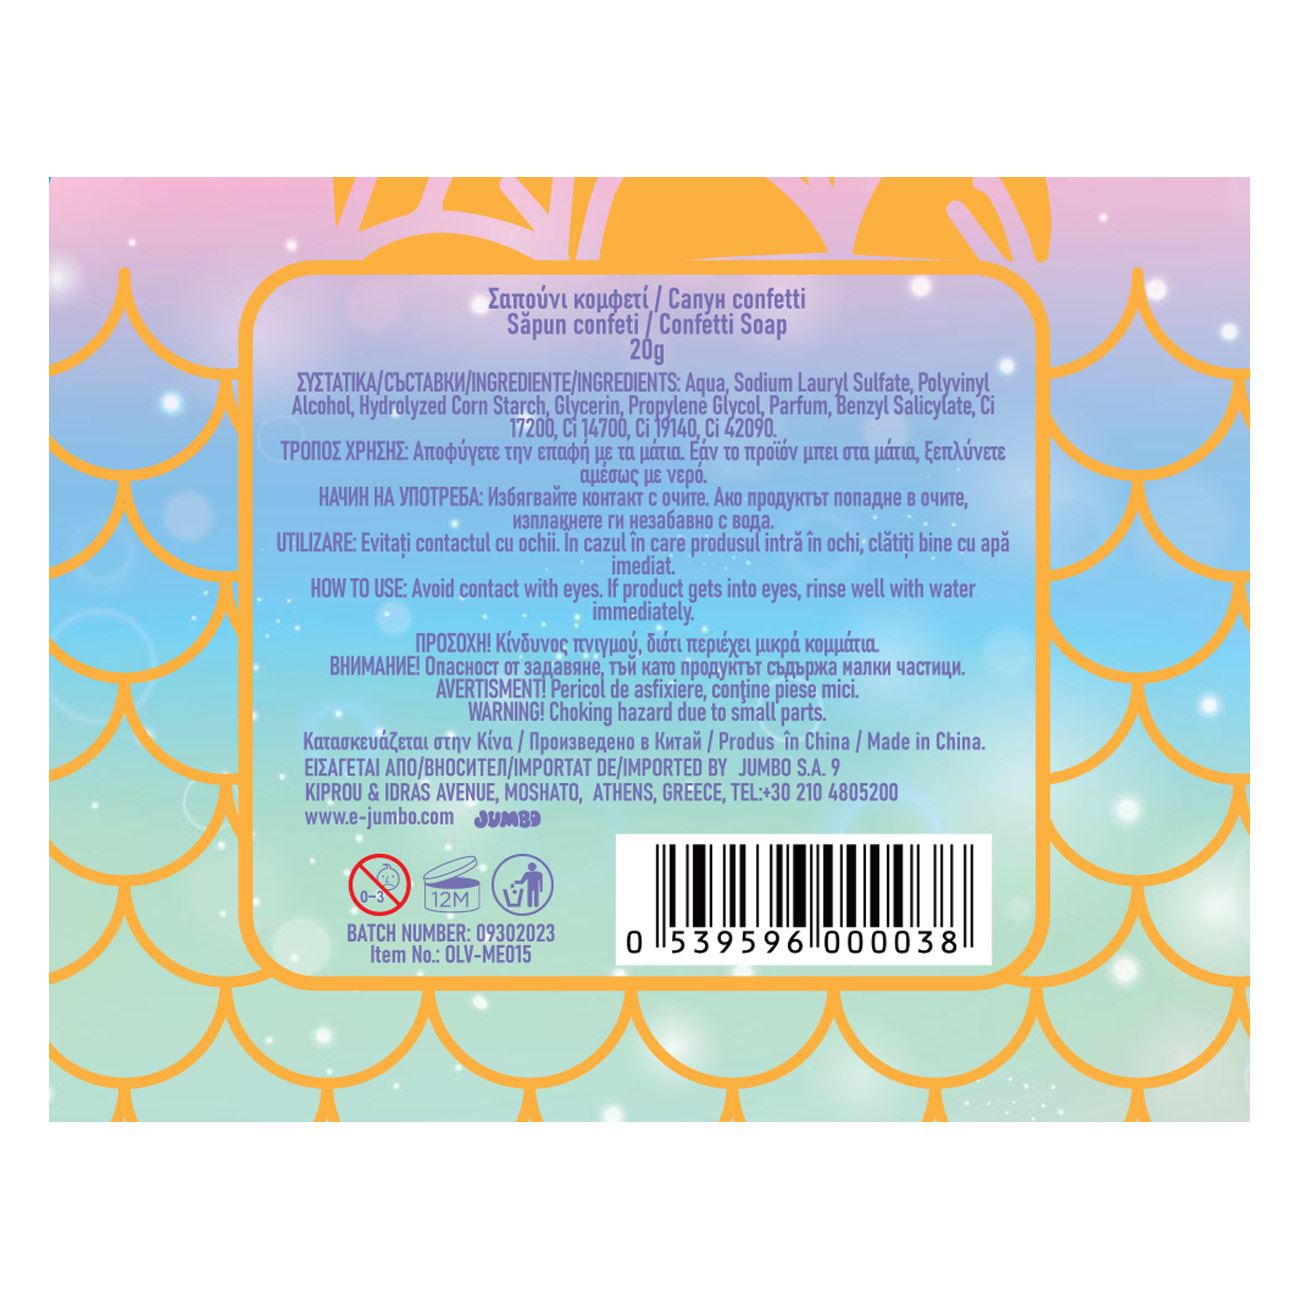 Σαπούνι κομφετί / Сапун confetti
Săpun confeti / Confetti Soap
20g
ΣΥΣΤΑΤΙΚΑ/СЪСТАВКИ/INGREDIENTE/INGREDIENTS: Aqua, Sodium Lauryl Sulfate, Polyvinyl
Alcohol, Hydrolyzed Corn Starch, Glycerin, Propylene Glycol, Parfum, Benzyl Salicylate, Ci
17200, Ci 14700, Ci 19140, Ci 42090.
ΤΡΟΠΟΣ ΧΡΗΣΗΣ: Αποφύγετε την επαφή με τα μάτια. Εάν το προϊόν μπει στα μάτια, ξεπλύνετε
αμέσως με νερό.
НАЧИН НА УПОТРЕБА: Избягвайте контакт с очите. Ако продуктът попадне в очите,
изплакнете ги незабавно с вода.
UTILIZARE: Evitați contactul cu ochii. În cazul în care produsul intră în ochi, clătiți bine cu apă
imediat.
HOW TO USE: Avoid contact with eyes. If product gets into eyes, rinse well with water
immediately.
ΠΡΟΣΟΧΗ! Κίνδυνος πνιγμού, διότι περιέχει μικρά κομμάτια.
ВНИМАНИЕ! Опасност от задавяне, тъй като продуктът съдържа малки частици.
AVERTISMENT! Pericol de asfixiere, conţine piese mici.
WARNING! Choking hazard due to small parts.
Κατασκευάζεται στην Κίνα / Произведено в Китай / Produs în China / Made in China.
ΕΙΣΑΓΕΤΑΙ ΑΠΟ/ВНОСИТЕЛ/IMPORTAT DE/IMPORTED BY JUMBO S.A. 9
KIPROU & IDRAS AVENUE, MOSHATO, ATHENS, GREECE, TEL:+30 210 4805200
www.e-jumbo.com JUMBO
0-3 12M
BATCH NUMBER: 09302023
Item No.: OLV-ME015
0 539596 000038